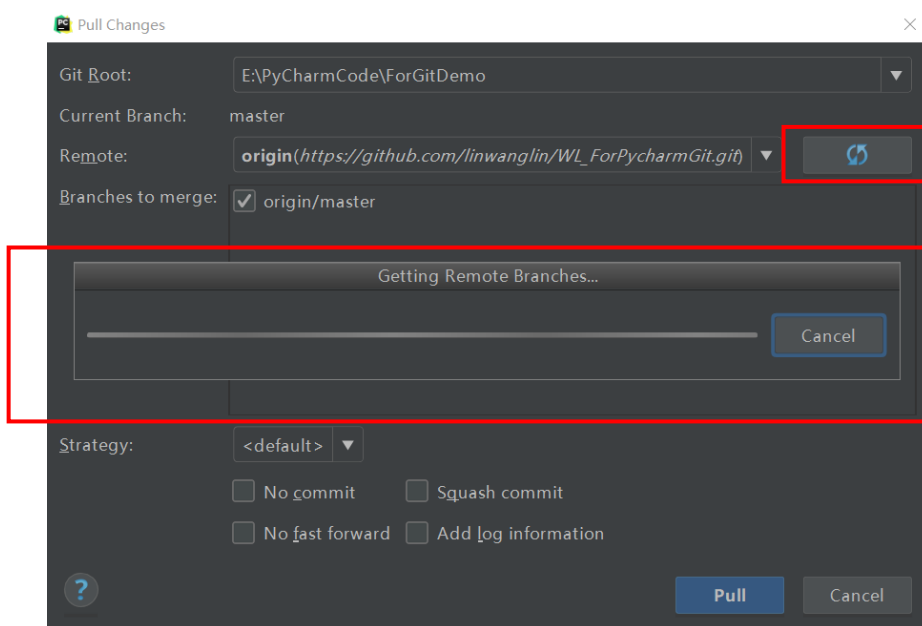 Pull Changes
Git Root: E:\PyCharmCode\ForGitDemo
Current Branch: master
Remote: origin(https://github.com/linwanglin/WL_ForPycharmGit.git)
Branches to merge: origin/master
Getting Remote Branches...
Cancel
Strategy: <default>
No commit Squash commit
No fast forward Add log information
? Pull Cancel